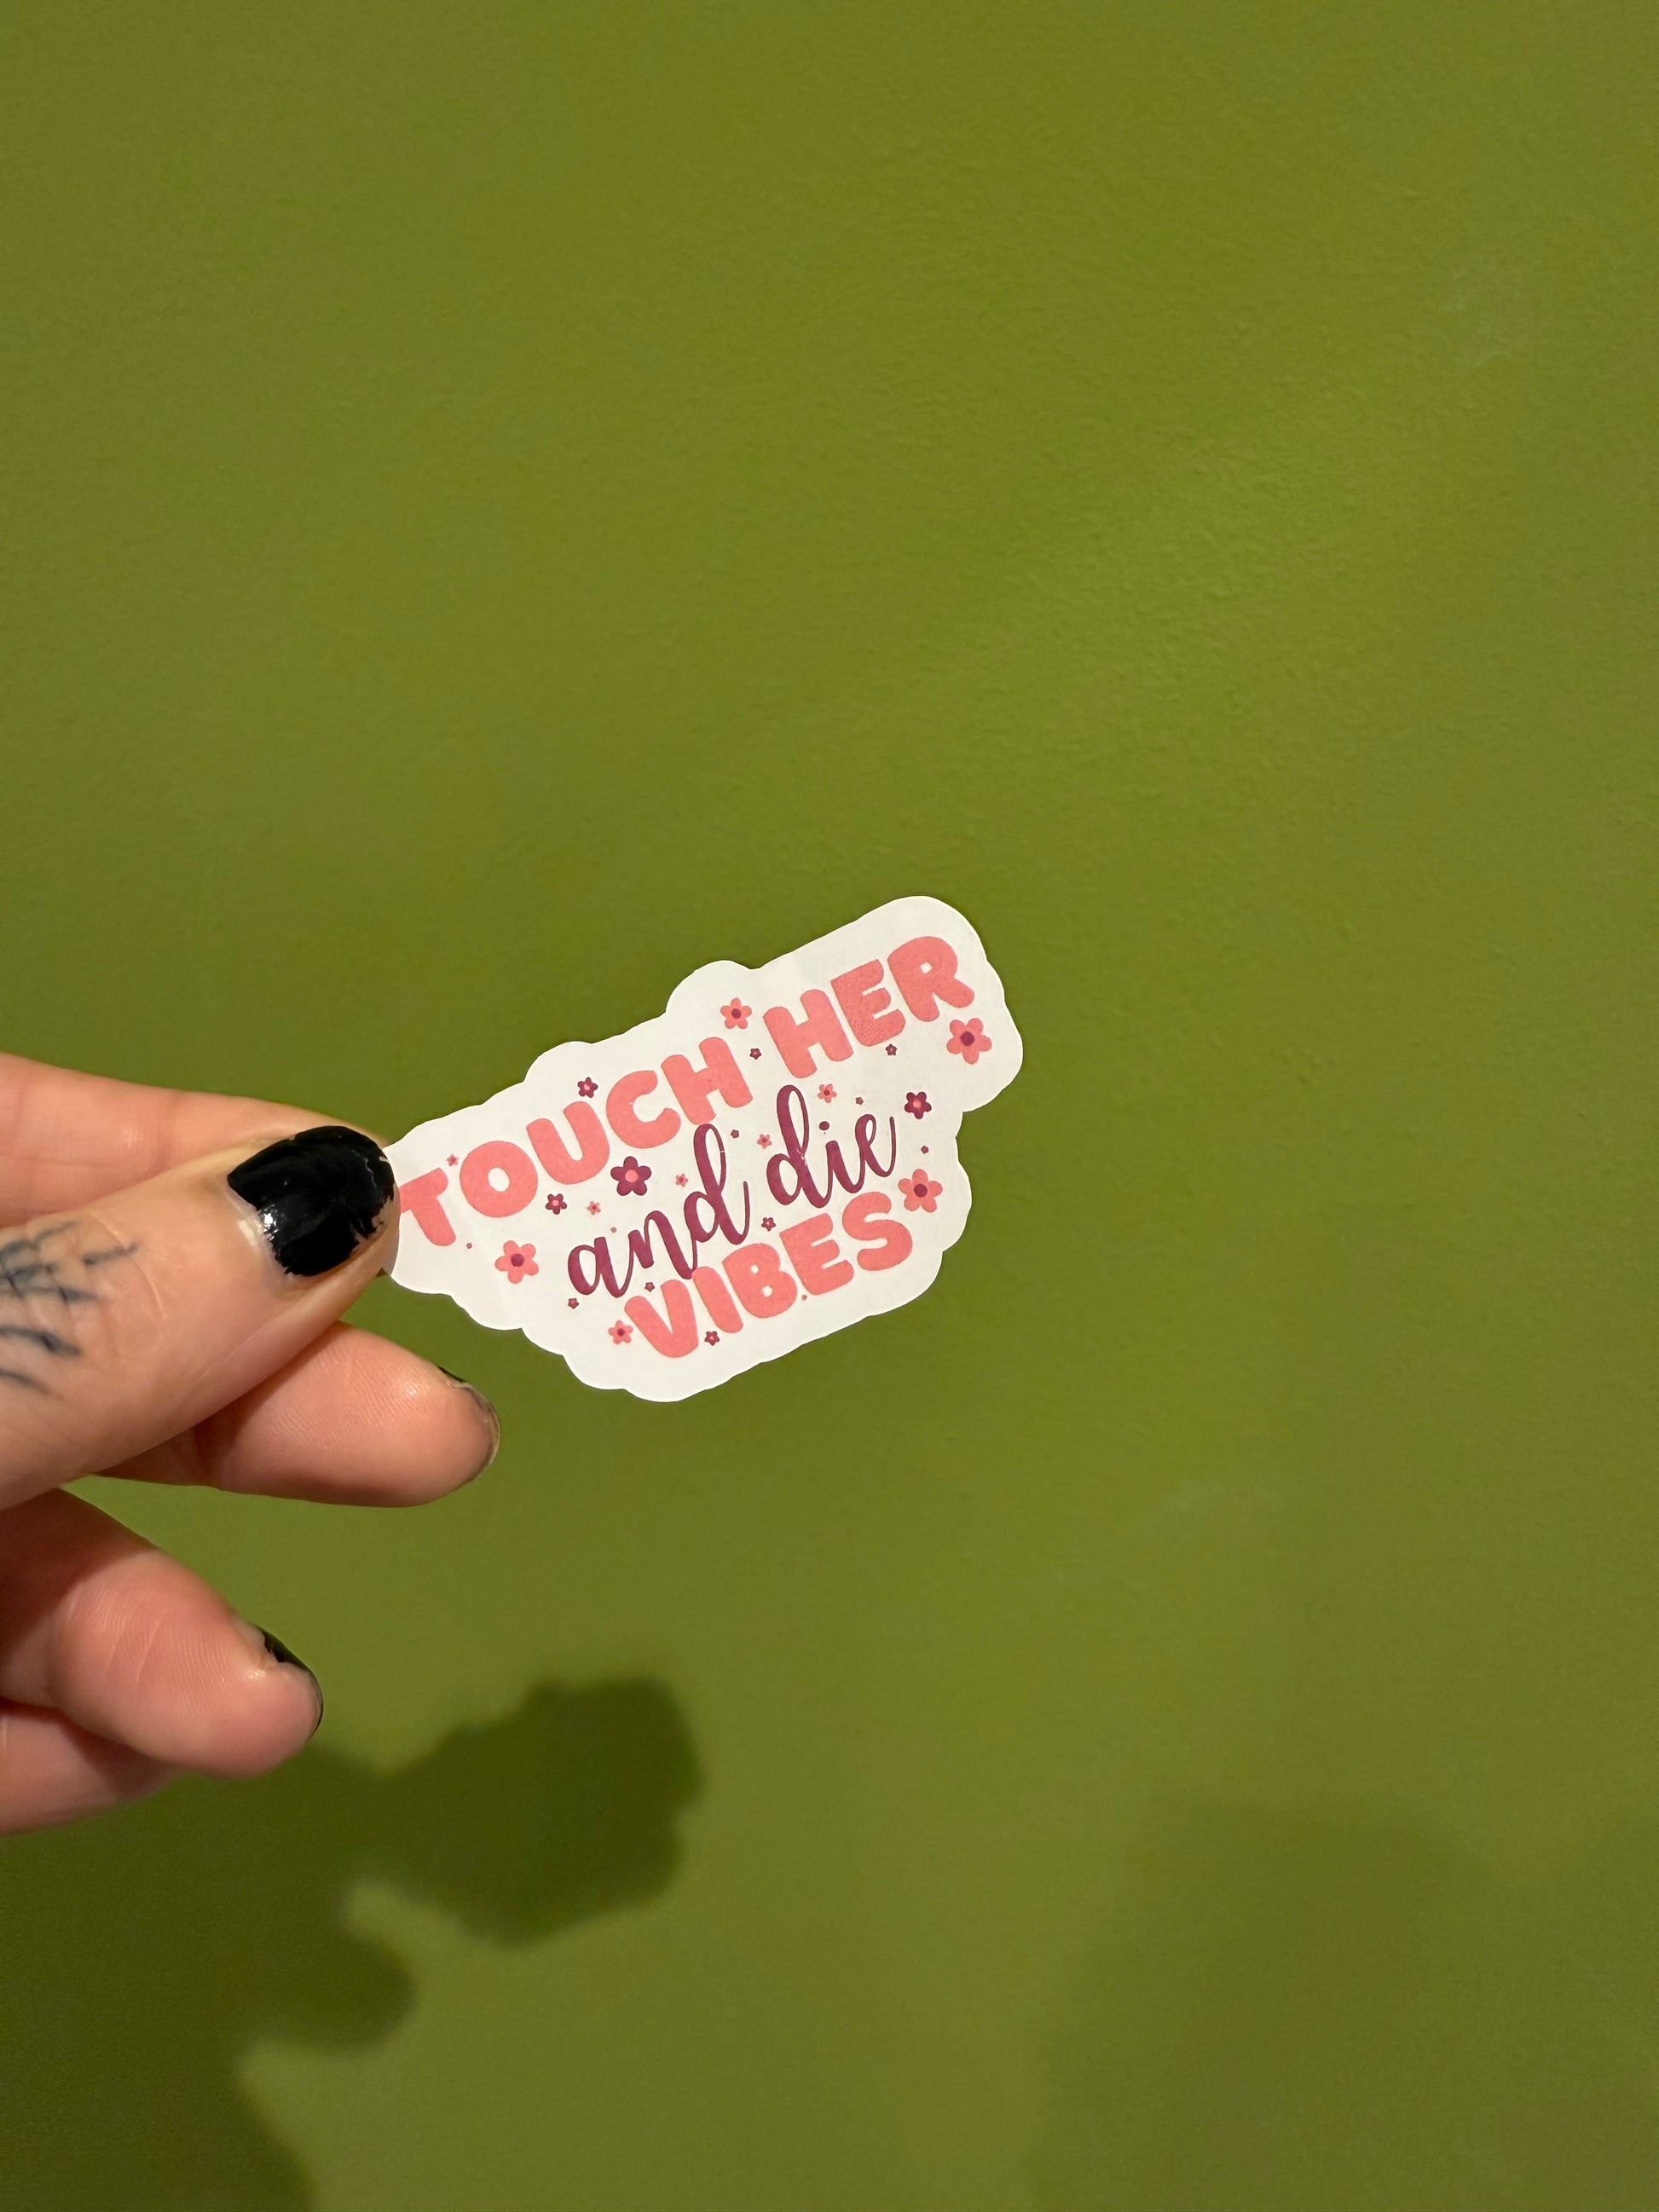 TOUCH HER
and die
VIBES